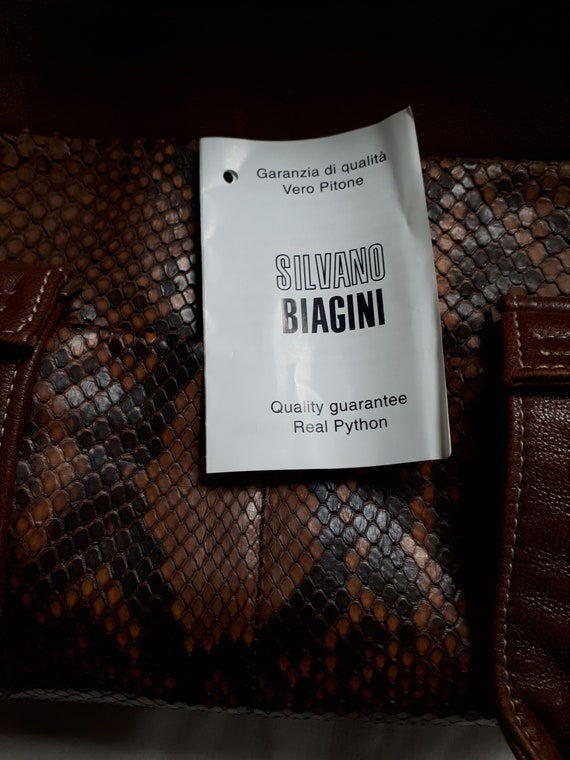 Garanzia di qualità
Vero Pitone
SILVANO
BIAGINI
Quality guarantee
Real Python